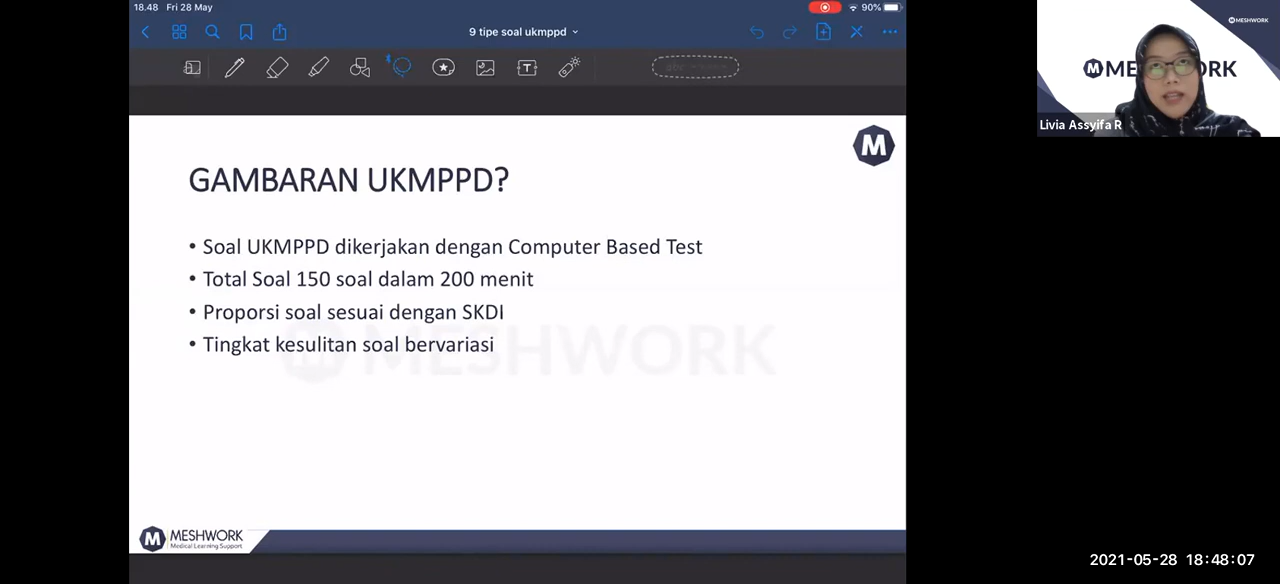 18.48 Fri 28 May
90%
9 tipe soal ukmppd
T
M
GAMBARAN UKMPPD?
• Soal UKMPPD dikerjakan dengan Computer Based Test
• Total Soal 150 soal dalam 200 menit
• Proporsi soal sesuai dengan SKDI
• Tingkat kesulitan soal bervariasi
MESHWORK
M MESHWORK
Medical Learning Support
MESHWORK
Livia Assyifa R
2021-05-28 18:48:07